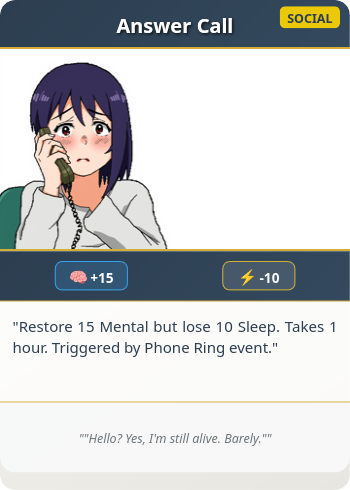 Answer Call
SOCIAL
🧠 +15
⚡ -10
"Restore 15 Mental but lose 10 Sleep. Takes 1
hour. Triggered by Phone Ring event."
""Hello? Yes, I'm still alive. Barely.""